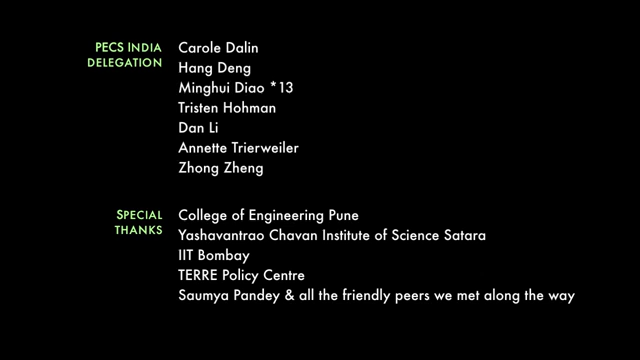 PECS INDIA
DELEGATION
Carole Dalin
Hang Deng
Minghui Diao *13
Tristen Hohman
Dan Li
Annette Trierweiler
Zhong Zheng
SPECIAL
THANKS
College of Engineering Pune
Yashavantrao Chavan Institute of Science Satara
IIT Bombay
TERRE Policy Centre
Saumya Pandey & all the friendly peers we met along the way